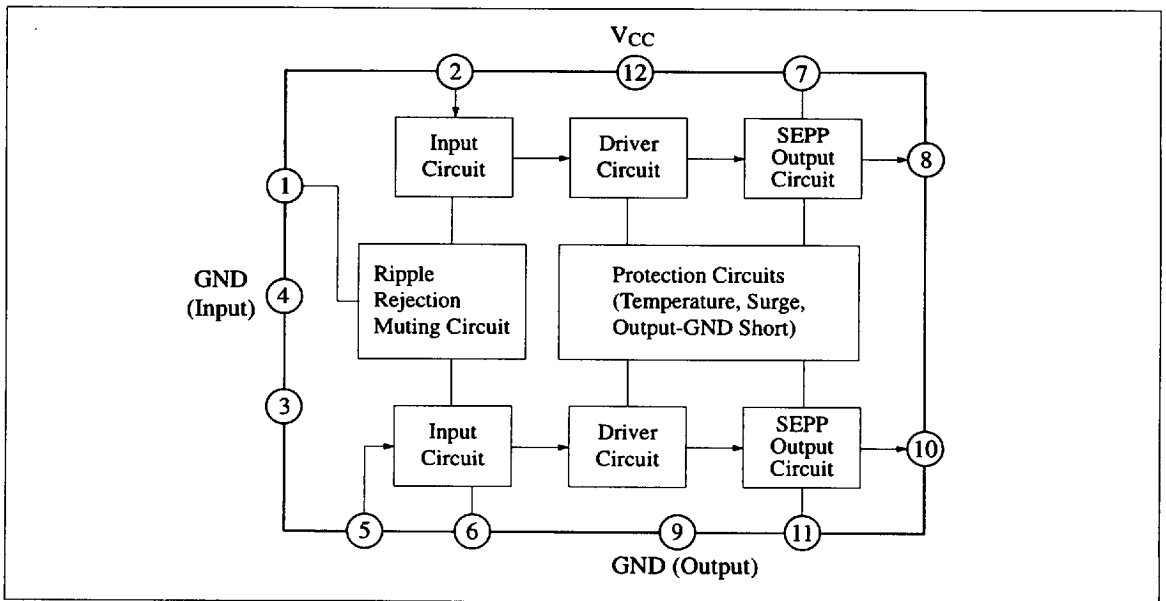 VCC
2
12
7
Input
Circuit
Driver
Circuit
SEPP
Output
Circuit
8
1
Ripple
Rejection
Muting Circuit
Protection Circuits
(Temperature, Surge,
Output-GND Short)
GND
(Input)
4
3
Input
Circuit
Driver
Circuit
SEPP
Output
Circuit
10
5
6
9
11
GND (Output)